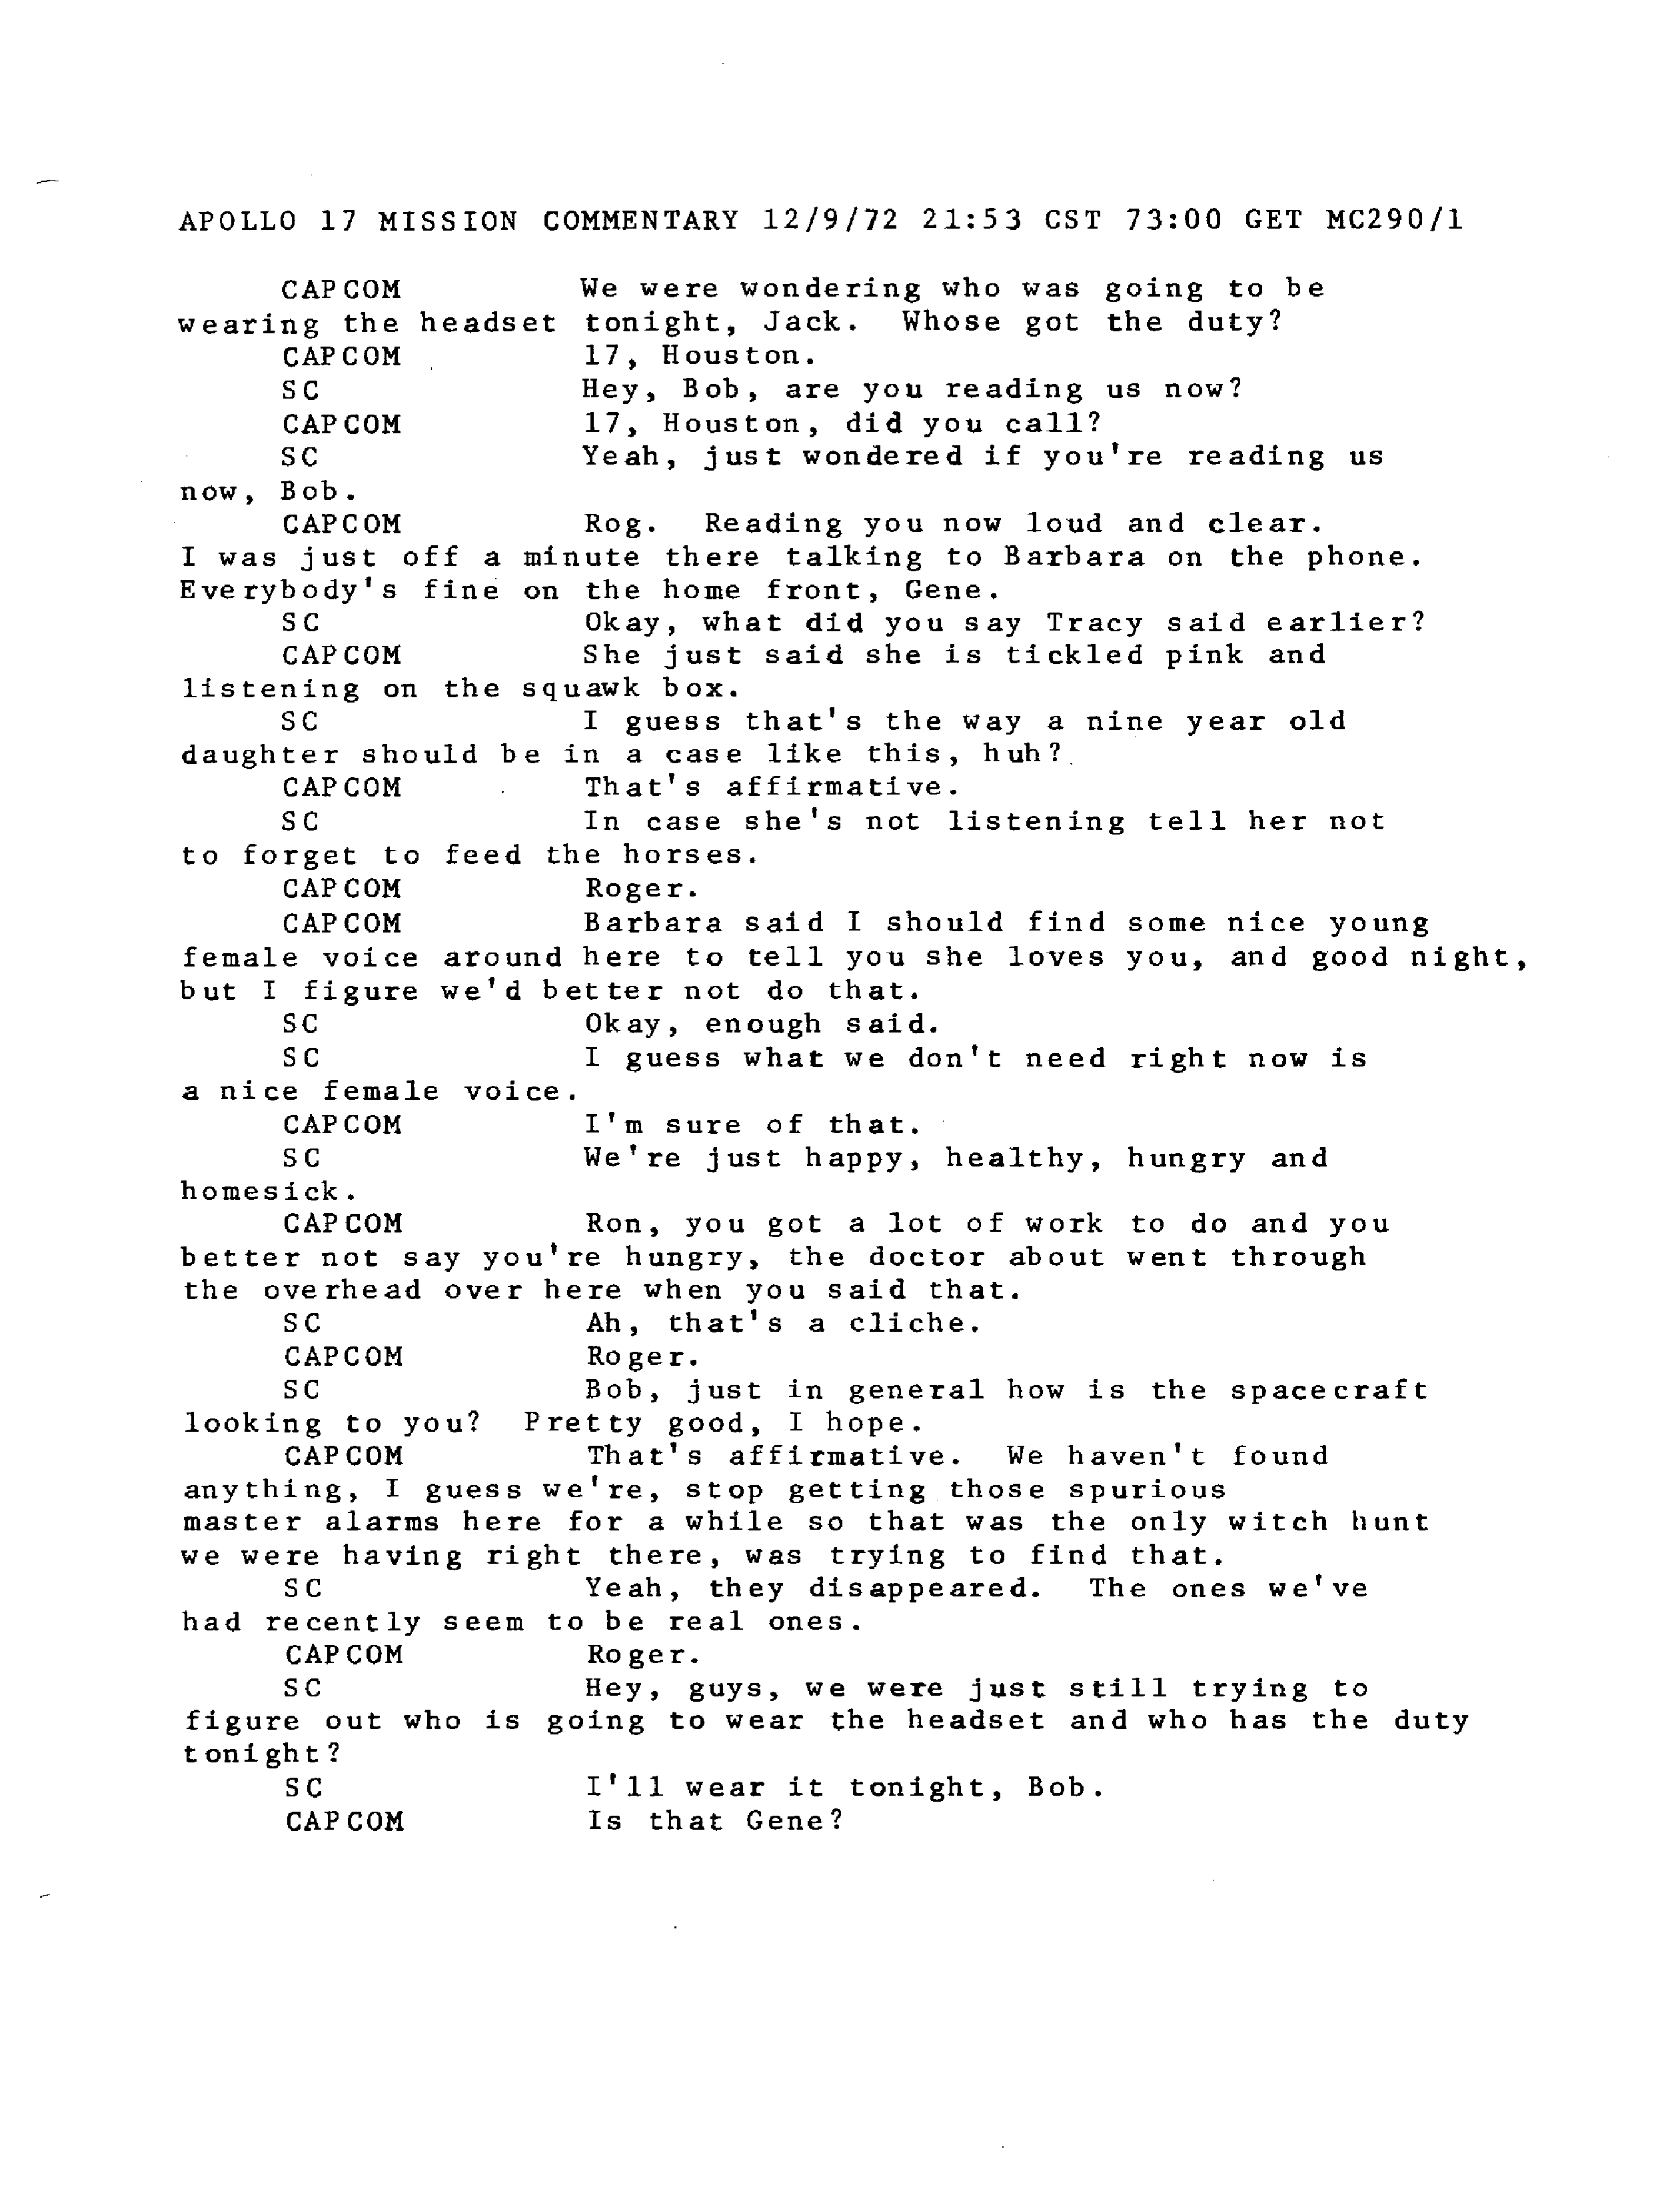 APOLLO 17 MISSION COMMENTARY 12/9/72 21:53 CST 73:00 GET MC290/1
CAPCOM We were wondering who was going to be
wearing the headset tonight, Jack. Whose got the duty?
CAPCOM 17, Houston.
SC Hey, Bob, are you reading us now?
CAPCOM 17, Houston, did you call?
SC Yeah, just wondered if you're reading us
now, Bob.
CAPCOM Rog. Reading you now loud and clear.
I was just off a minute there talking to Barbara on the phone.
Everybody's fine on the home front, Gene.
SC Okay, what did you say Tracy said earlier?
CAPCOM She just said she is tickled pink and
listening on the squawk box.
SC I guess that's the way a nine year old
daughter should be in a case like this, huh?
CAPCOM That's affirmative.
SC In case she's not listening tell her not
to forget to feed the horses.
CAPCOM Roger.
CAPCOM Barbara said I should find some nice young
female voice around here to tell you she loves you, and good night,
but I figure we'd better not do that.
SC Okay, enough said.
SC I guess what we don't need right now is
a nice female voice.
CAPCOM I'm sure of that.
SC We're just happy, healthy, hungry and
homesick.
CAPCOM Ron, you got a lot of work to do and you
better not say you're hungry, the doctor about went through
the overhead over here when you said that.
SC Ah, that's a cliche.
CAPCOM Roger.
SC Bob, just in general how is the spacecraft
looking to you? Pretty good, I hope.
CAPCOM That's affirmative. We haven't found
anything, I guess we're, stop getting those spurious
master alarms here for a while so that was the only witch hunt
we were having right there, was trying to find that.
SC Yeah, they disappeared. The ones we've
had recently seem to be real ones.
CAPCOM Roger.
SC Hey, guys, we were just still trying to
figure out who is going to wear the headset and who has the duty
tonight?
SC I'll wear it tonight, Bob.
CAPCOM Is that Gene?